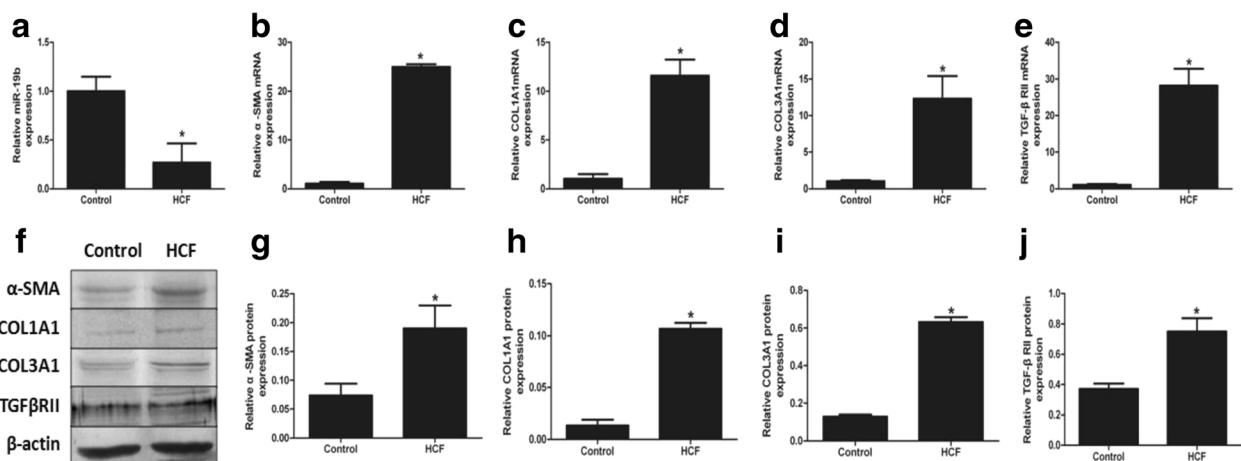 a
Relative miR-19b
expression
1.5
1.0
0.5
0.0
*
Control
HCF
b
Relative α -SMA mRNA
expression
30
20
10
0
*
Control
HCF
c
Relative COL1A1mRNA
expression
15
10
5
0
*
Control
HCF
d
Relative COL3A1mRNA
expression
20
15
10
5
0
*
Control
HCF
e
Relative TGF-β RII mRNA
expression
40
30
20
10
0
*
Control
HCF
f
Control
HCF
α-SMA
COL1A1
COL3A1
TGFβRII
β-actin
g
Relative α -SMA protein
expression
0.25
0.20
0.15
0.10
0.05
0.00
*
Control
HCF
h
Relative COL1A1 protein
expression
0.15
0.10
0.05
0.00
*
Control
HCF
i
Relative COL3A1 protein
expression
0.8
0.6
0.4
0.2
0.0
*
Control
HCF
j
Relative TGF-β RII protein
expression
1.0
0.8
0.6
0.4
0.2
0.0
*
Control
HCF